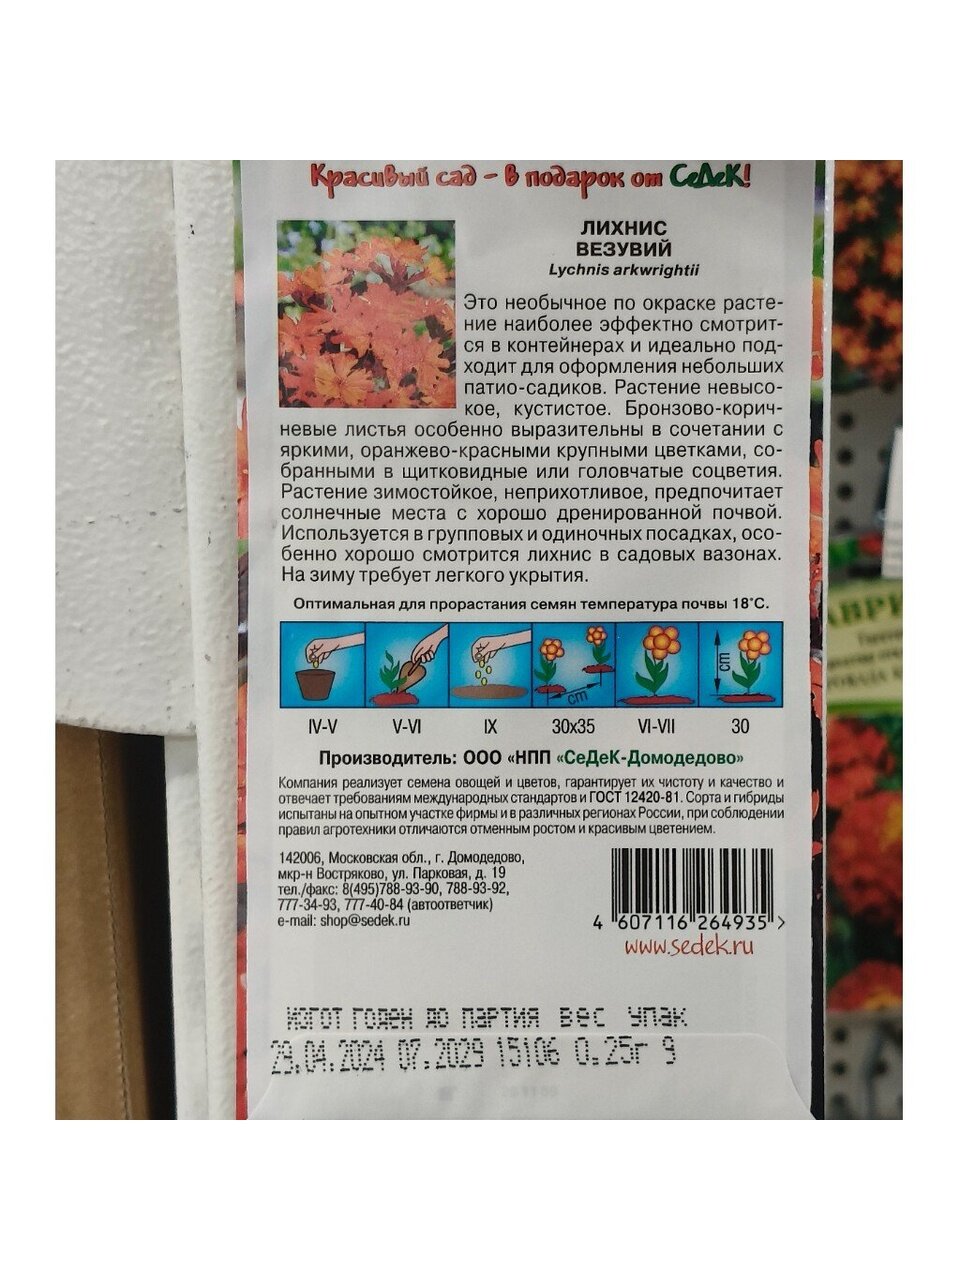 Красивый сад - в подарок от СеДеК!
ЛИХНИС
ВЕЗУВИЙ
Lychnis arkwrightii
Это необычное по окраске расте-
ние наиболее эффектно смотрит-
ся в контейнерах и идеально под-
ходит для оформления небольших
патио-садиков. Растение невысо-
кое, кустистое. Бронзово-корич-
невые листья особенно выразительны в сочетании с
яркими, оранжево-красными крупными цветками, со-
бранными в щитковидные или головчатые соцветия.
Растение зимостойкое, неприхотливое, предпочитает
солнечные места с хорошо дренированной почвой.
Используется в групповых и одиночных посадках, осо-
бенно хорошо смотрится лихнис в садовых вазонах.
На зиму требует легкого укрытия.
Оптимальная для прорастания семян температура почвы 18°С.
cm
cm
IV-V V-VI IX 30x35 VI-VII 30
Производитель: ООО «НПП «СеДеК-Домодедово»
Компания реализует семена овощей и цветов, гарантирует их чистоту и качество и
отвечает требованиям международных стандартов и ГОСТ 12420-81. Сорта и гибриды
испытаны на опытном участке фирмы и в различных регионах России, при соблюдении
правил агротехники отличаются отменным ростом и красивым цветением.
142006, Московская обл., г. Домодедово,
мкр-н Востряково, ул. Парковая, д. 19
тел./факс: 8(495)788-93-90, 788-93-92,
777-34-93, 777-40-84 (автоответчик)
e-mail: shop@sedek.ru
4 607116 264935 >
www.sedek.ru
ИЗГОТ ГОДЕН ДО ПАРТИЯ ВЕС УПАК
29.04.2024 07.2029 15106 0.25г 9